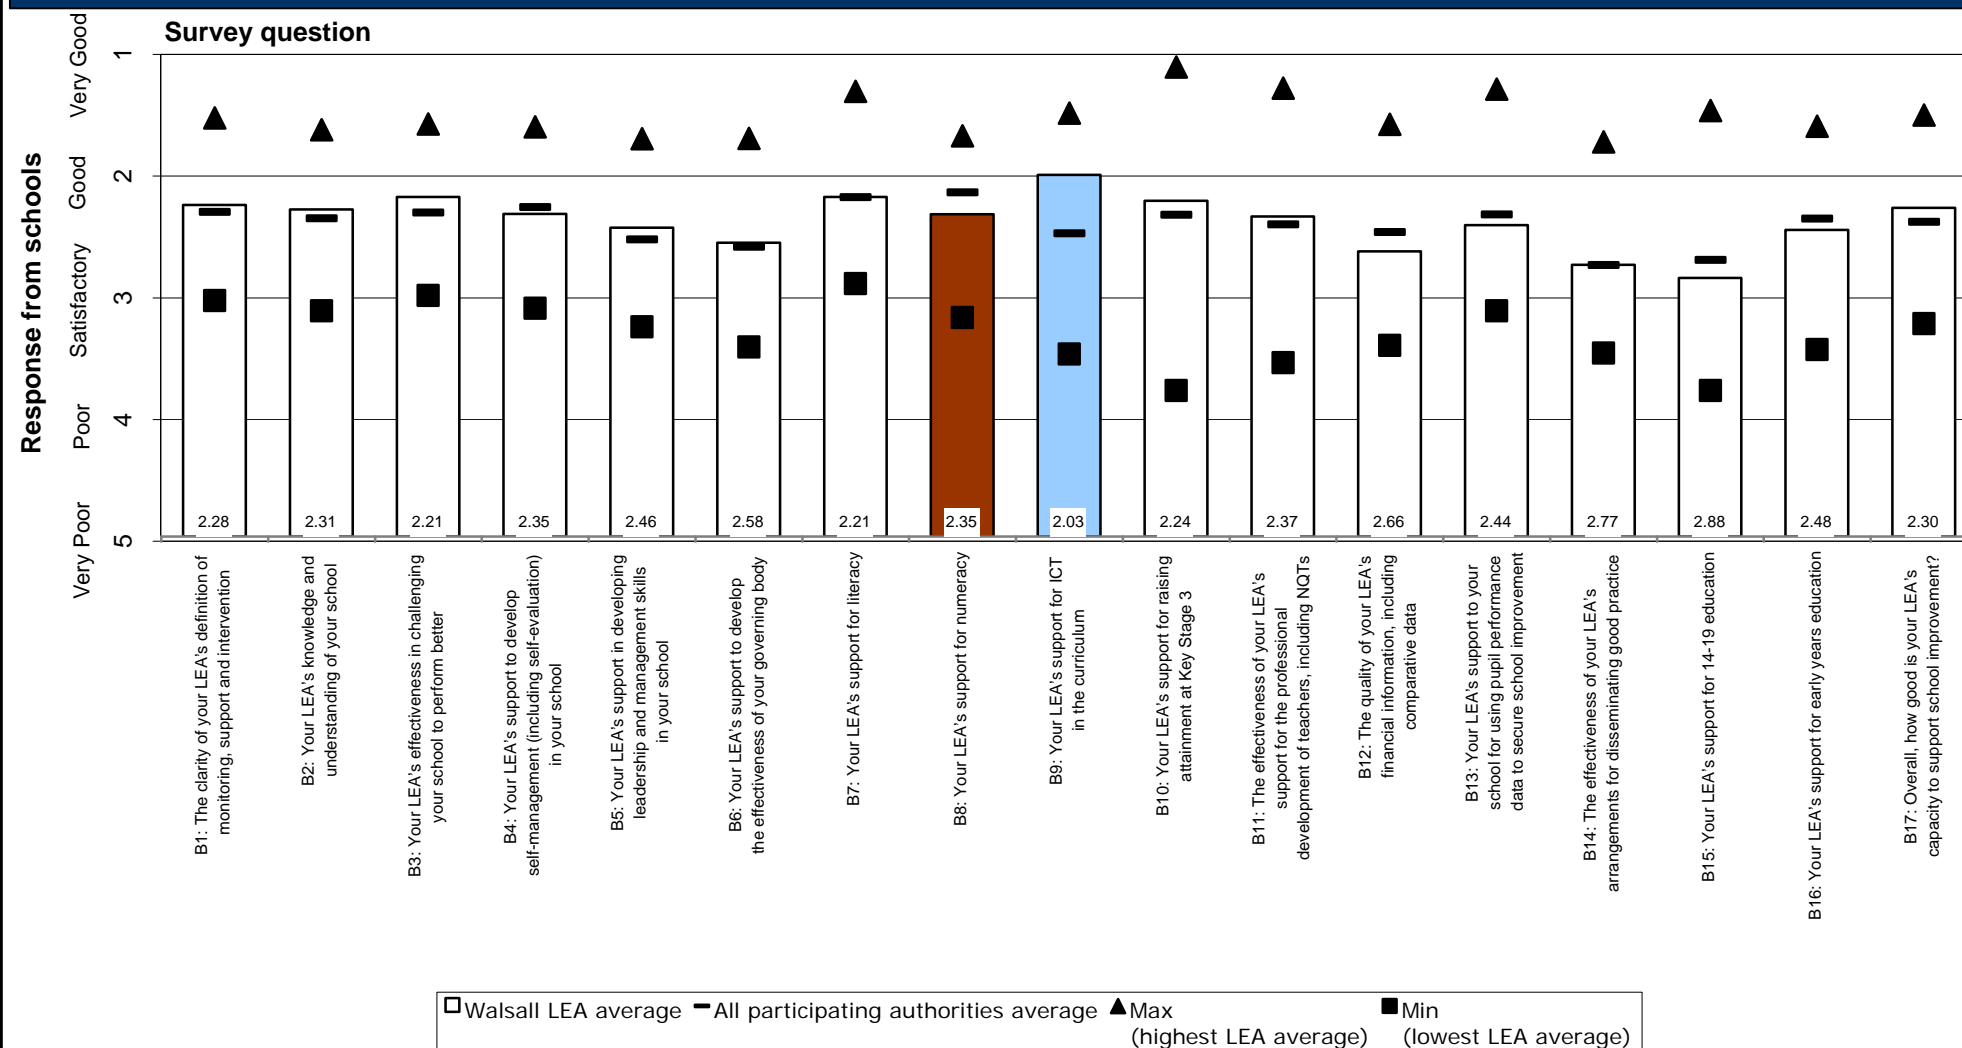 Survey question
Response from schools
Very Good
Good
Satisfactory
Poor
Very Poor
1
2
3
4
5
2.28
2.31
2.21
2.35
2.46
2.58
2.21
2.35
2.03
2.24
2.37
2.66
2.44
2.77
2.88
2.48
2.30
B1: The clarity of your LEA's definition of
monitoring, support and intervention
B2: Your LEA's knowledge and
understanding of your school
B3: Your LEA's effectiveness in challenging
your school to perform better
B4: Your LEA's support to develop
self-management (including self-evaluation)
in your school
B5: Your LEA's support in developing
leadership and management skills
in your school
B6: Your LEA's support to develop
the effectiveness of your governing body
B7: Your LEA's support for literacy
B8: Your LEA's support for numeracy
B9: Your LEA's support for ICT
in the curriculum
B10: Your LEA's support for raising
attainment at Key Stage 3
B11: The effectiveness of your LEA's
support for the professional
development of teachers, including NQTs
B12: The quality of your LEA's
financial information, including
comparative data
B13: Your LEA's support to your
school for using pupil performance
data to secure school improvement
B14: The effectiveness of your LEA's
arrangements for disseminating good practice
B15: Your LEA's support for 14-19 education
B16: Your LEA's support for early years education
B17: Overall, how good is your LEA's
capacity to support school improvement?
Walsall LEA average
All participating authorities average
Max
(highest LEA average)
Min
(lowest LEA average)